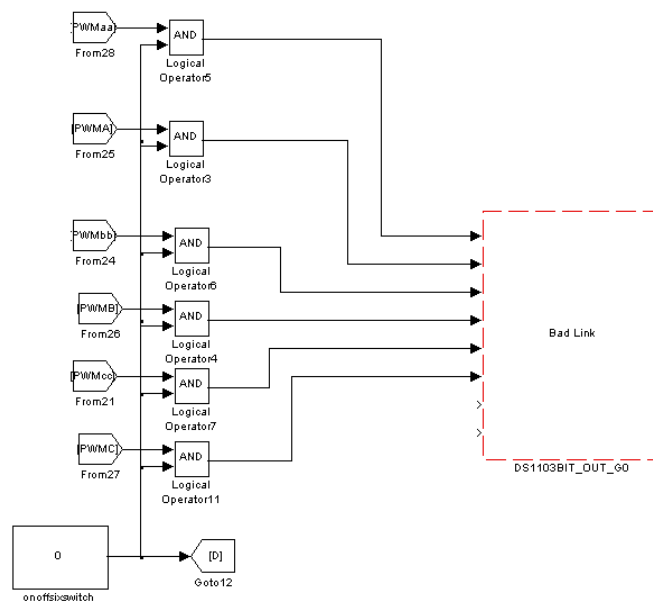 [PWMaa]
From28
AND
Logical
Operator5
[PWMA]
From25
AND
Logical
Operator3
[PWMbb]
From24
AND
Logical
Operator6
[PWMB]
From26
AND
Logical
Operator4
[PWMcc]
From21
AND
Logical
Operator7
[PWMC]
From27
AND
Logical
Operator11
Bad Link
DS1103BIT_OUT_G0
0
onoffsixswitch
[D]
Goto12